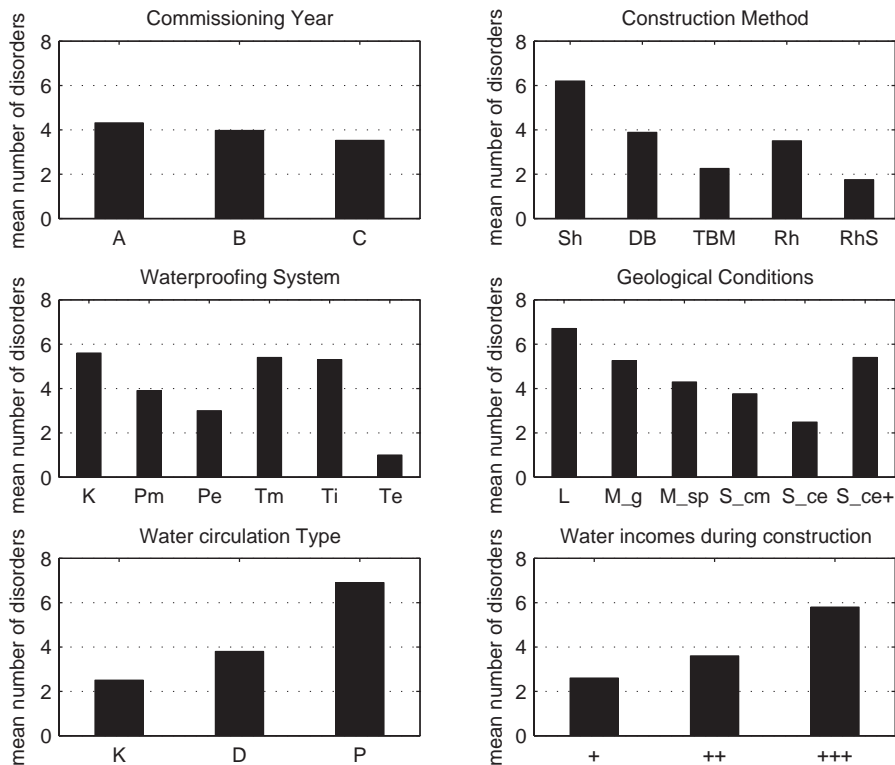 Commissioning Year
mean number of disorders
8
6
4
2
0
A B C
Construction Method
mean number of disorders
8
6
4
2
0
Sh DB TBM Rh RhS
Waterproofing System
mean number of disorders
8
6
4
2
0
K Pm Pe Tm Ti Te
Geological Conditions
mean number of disorders
8
6
4
2
0
L M_g M_sp S_cm S_ce S_ce+
Water circulation Type
mean number of disorders
8
6
4
2
0
K D P
Water incomes during construction
mean number of disorders
8
6
4
2
0
+ ++ +++